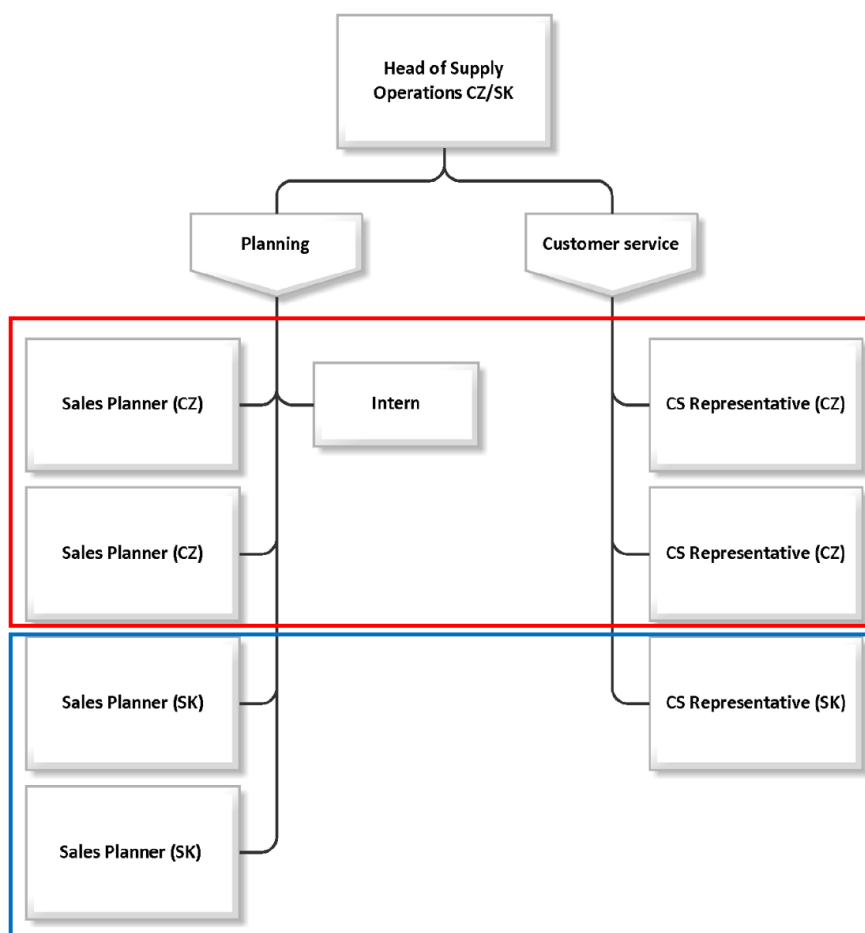 Head of Supply
Operations CZ/SK
Planning
Customer service
Sales Planner (CZ)
Intern
CS Representative (CZ)
Sales Planner (CZ)
CS Representative (CZ)
Sales Planner (SK)
CS Representative (SK)
Sales Planner (SK)